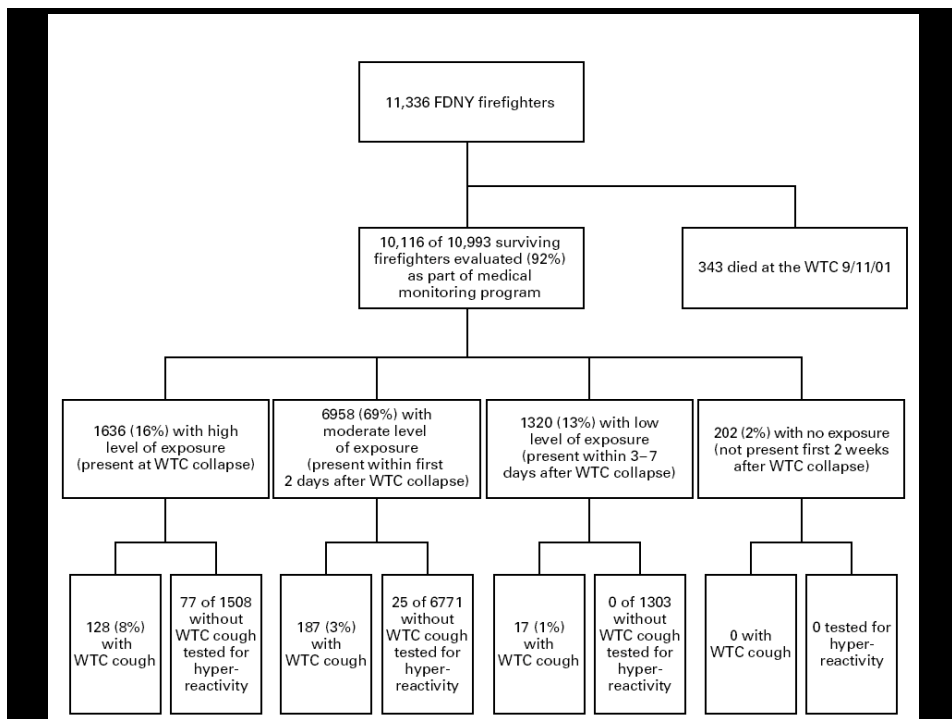 11,336 FDNY firefighters
10,116 of 10,993 surviving
firefighters evaluated (92%)
as part of medical
monitoring program
343 died at the WTC 9/11/01
1636 (16%) with high
level of exposure
(present at WTC collapse)
6958 (69%) with
moderate level
of exposure
(present within first
2 days after WTC collapse)
1320 (13%) with low
level of exposure
(present within 3–7
days after WTC collapse)
202 (2%) with no exposure
(not present first 2 weeks
after WTC collapse)
128 (8%)
with
WTC cough
77 of 1508
without
WTC cough
tested for
hyper-
reactivity
187 (3%)
with
WTC cough
25 of 6771
without
WTC cough
tested for
hyper-
reactivity
17 (1%)
with
WTC cough
0 of 1303
without
WTC cough
tested for
hyper-
reactivity
0 with
WTC cough
0 tested for
hyper-
reactivity